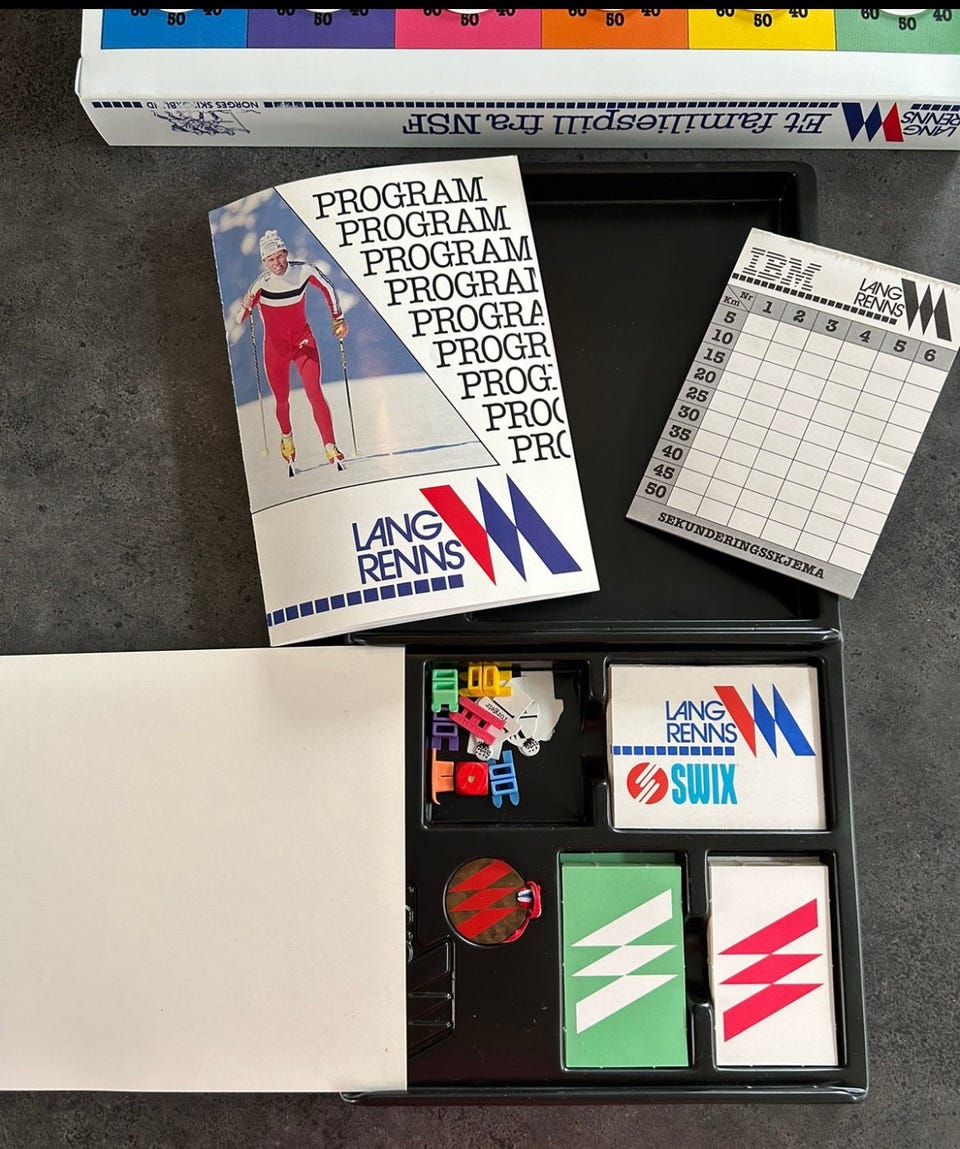 60 50 40
60 50 40
60 50 40
60 50 40
60 50 40
60 50 40
LANG
RENNS
Et familiespill fra NSF
NORGES
PROGRAM
PROGRAM
PROGRAM
PROGRA
PROGRA
PROGR
PROG
PRO
PRO
LANG
RENNS
IBM
LANG
RENNS
Km Nr 1 2 3 4 5 6
5
10
15
20
25
30
35
40
45
50
SEKUNDERINGSSKJEMA
LANG
RENNS
SWIX